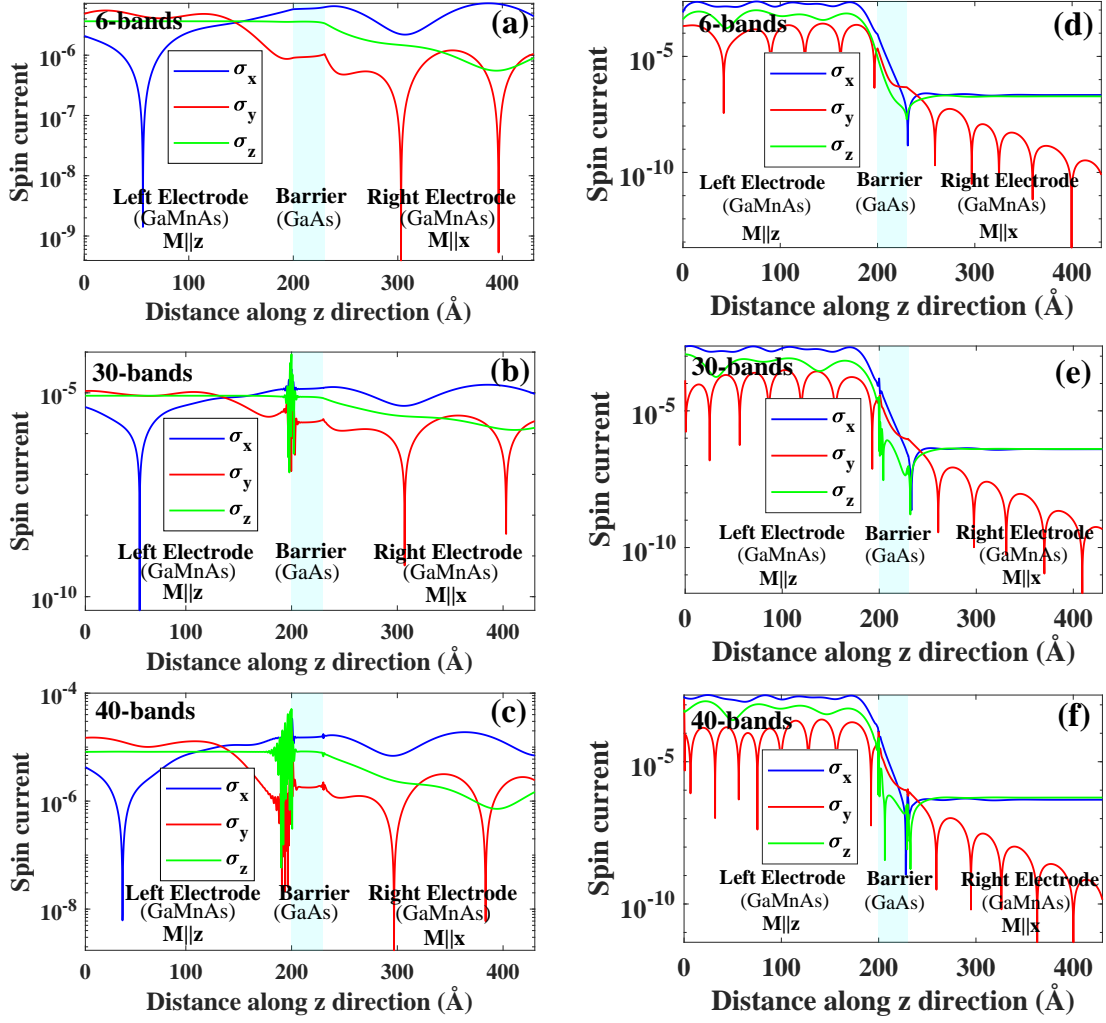 6-bands
(a)
Spin current
10⁻⁶
10⁻⁷
10⁻⁸
10⁻⁹
σx
σy
σz
Left Electrode
(GaMnAs)
M||z
Barrier
(GaAs)
Right Electrode
(GaMnAs)
M||x
0 100 200 300 400
Distance along z direction (Å)
6-bands
(d)
Spin current
10⁻⁵
10⁻¹⁰
σx
σy
σz
Left Electrode
(GaMnAs)
M||z
Barrier
(GaAs)
Right Electrode
(GaMnAs)
M||x
0 100 200 300 400
Distance along z direction (Å)
30-bands
(b)
Spin current
10⁻⁵
10⁻¹⁰
σx
σy
σz
Left Electrode
(GaMnAs)
M||z
Barrier
(GaAs)
Right Electrode
(GaMnAs)
M||x
0 100 200 300 400
Distance along z direction (Å)
30-bands
(e)
Spin current
10⁻⁵
10⁻¹⁰
σx
σy
σz
Left Electrode
(GaMnAs)
M||z
Barrier
(GaAs)
Right Electrode
(GaMnAs)
M||x
0 100 200 300 400
Distance along z direction (Å)
40-bands
(c)
Spin current
10⁻⁴
10⁻⁶
10⁻⁸
σx
σy
σz
Left Electrode
(GaMnAs)
M||z
Barrier
(GaAs)
Right Electrode
(GaMnAs)
M||x
0 100 200 300 400
Distance along z direction (Å)
40-bands
(f)
Spin current
10⁻⁵
10⁻¹⁰
σx
σy
σz
Left Electrode
(GaMnAs)
M||z
Barrier
(GaAs)
Right Electrode
(GaMnAs)
M||x
0 100 200 300 400
Distance along z direction (Å)